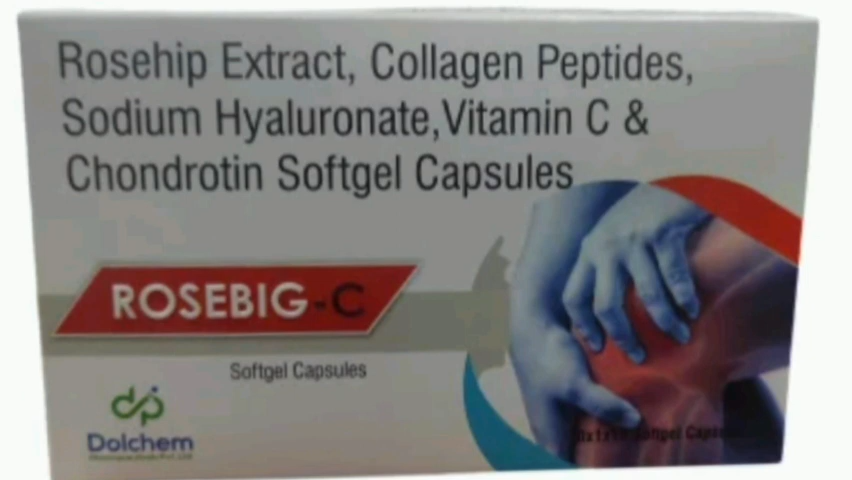 Rosehip Extract, Collagen Peptides,
Sodium Hyaluronate,Vitamin C &
Chondrotin Softgel Capsules
ROSEBIG-C
Softgel Capsules
Dolchem